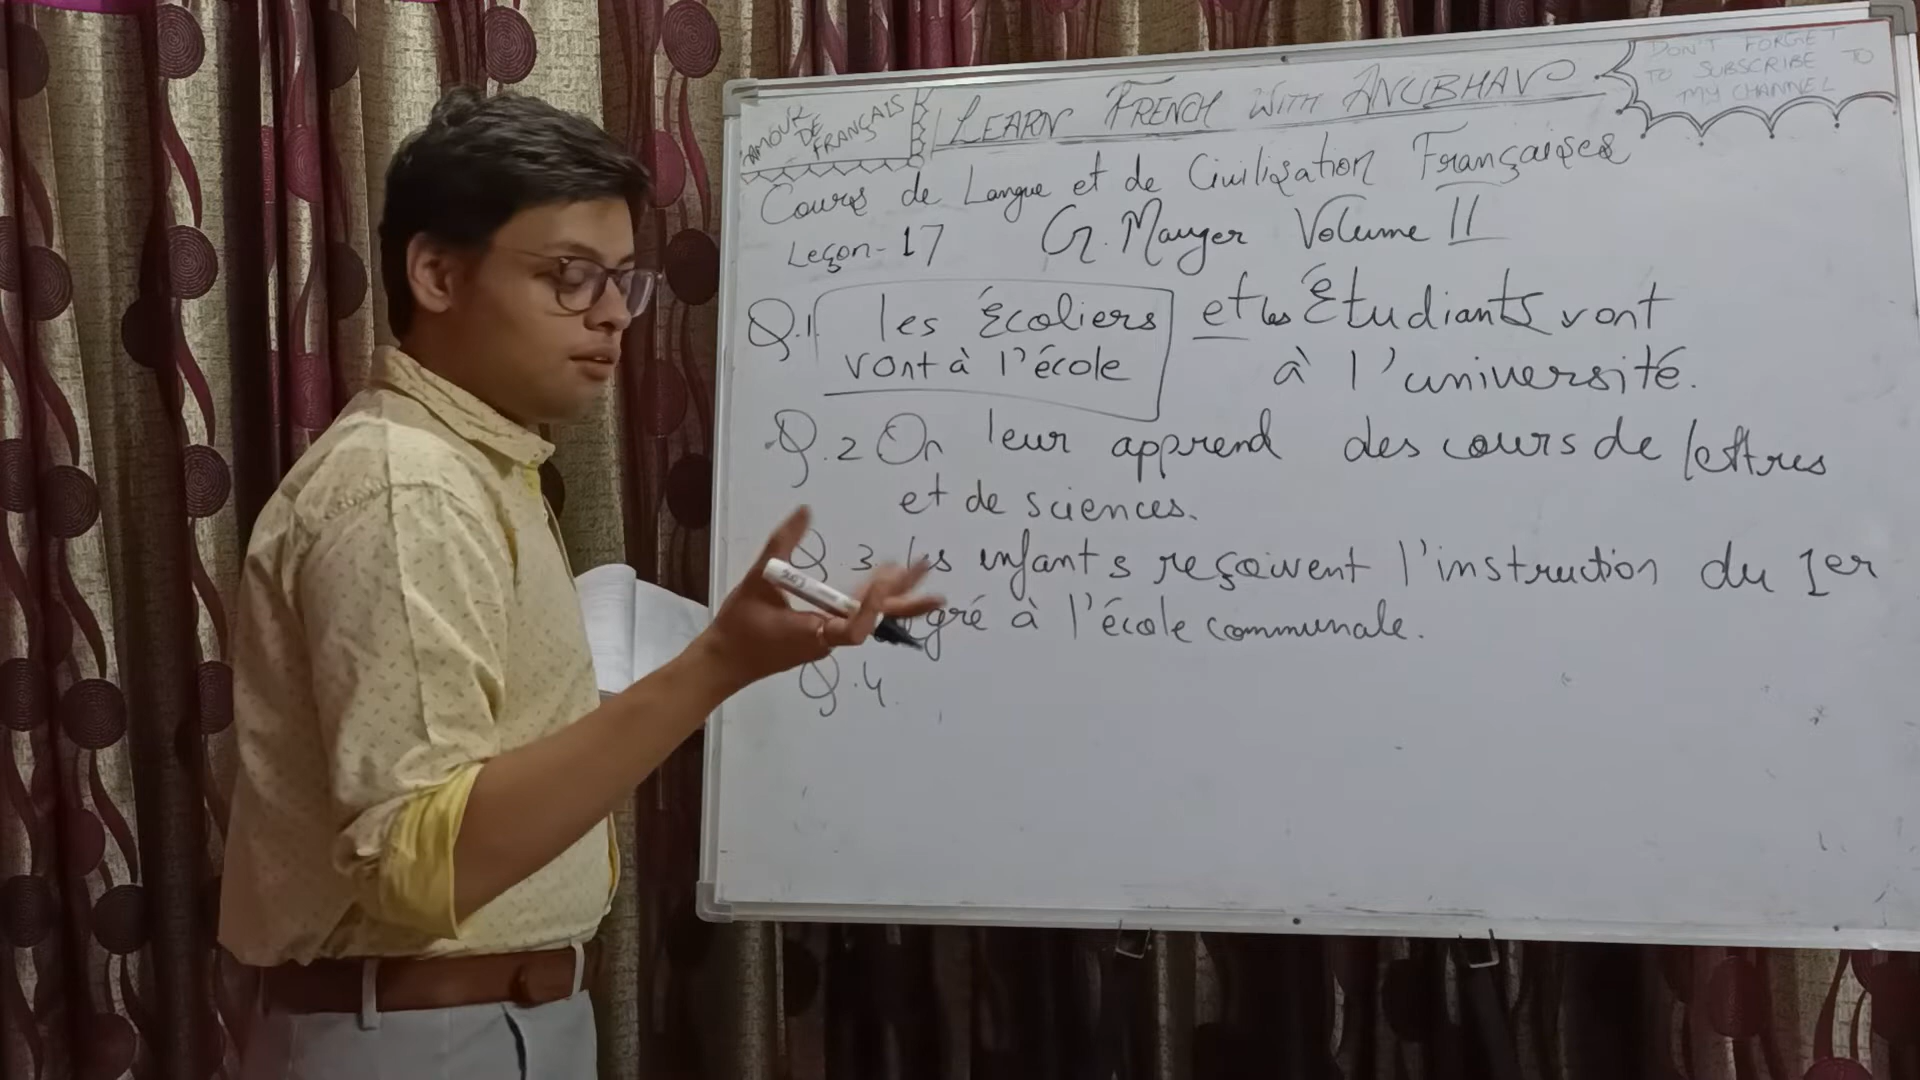 AMOUR
DE
FRANÇAIS
LEARN FRENCH WITH ANUBHAV
DON'T FORGET
TO SUBSCRIBE TO
MY CHANNEL
Cours de Langue et de Civilisation Françaises
Leçon-17 G. Mauger Volume II
Q.1 les Écoliers et les Étudiants vont
vont à l'école à l'université.
Q.2 On leur apprend des cours de lettres
et de sciences.
Q.3. les enfants reçoivent l'instruction du 1er
gré à l'école communale.
Q.4.